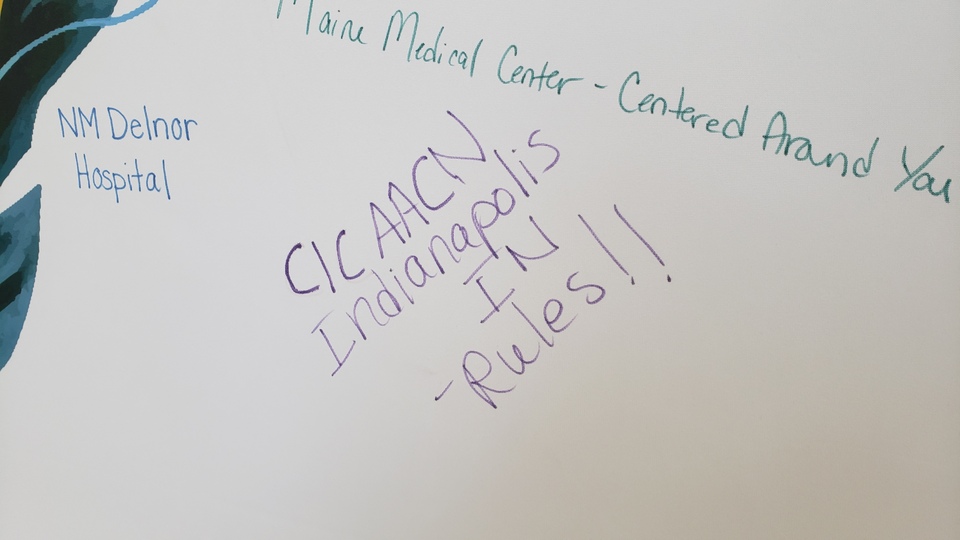 Maine Medical Center - Centered Around You
NM Delnor
Hospital
CIC AACN
Indianapolis
IN
-Rules!!